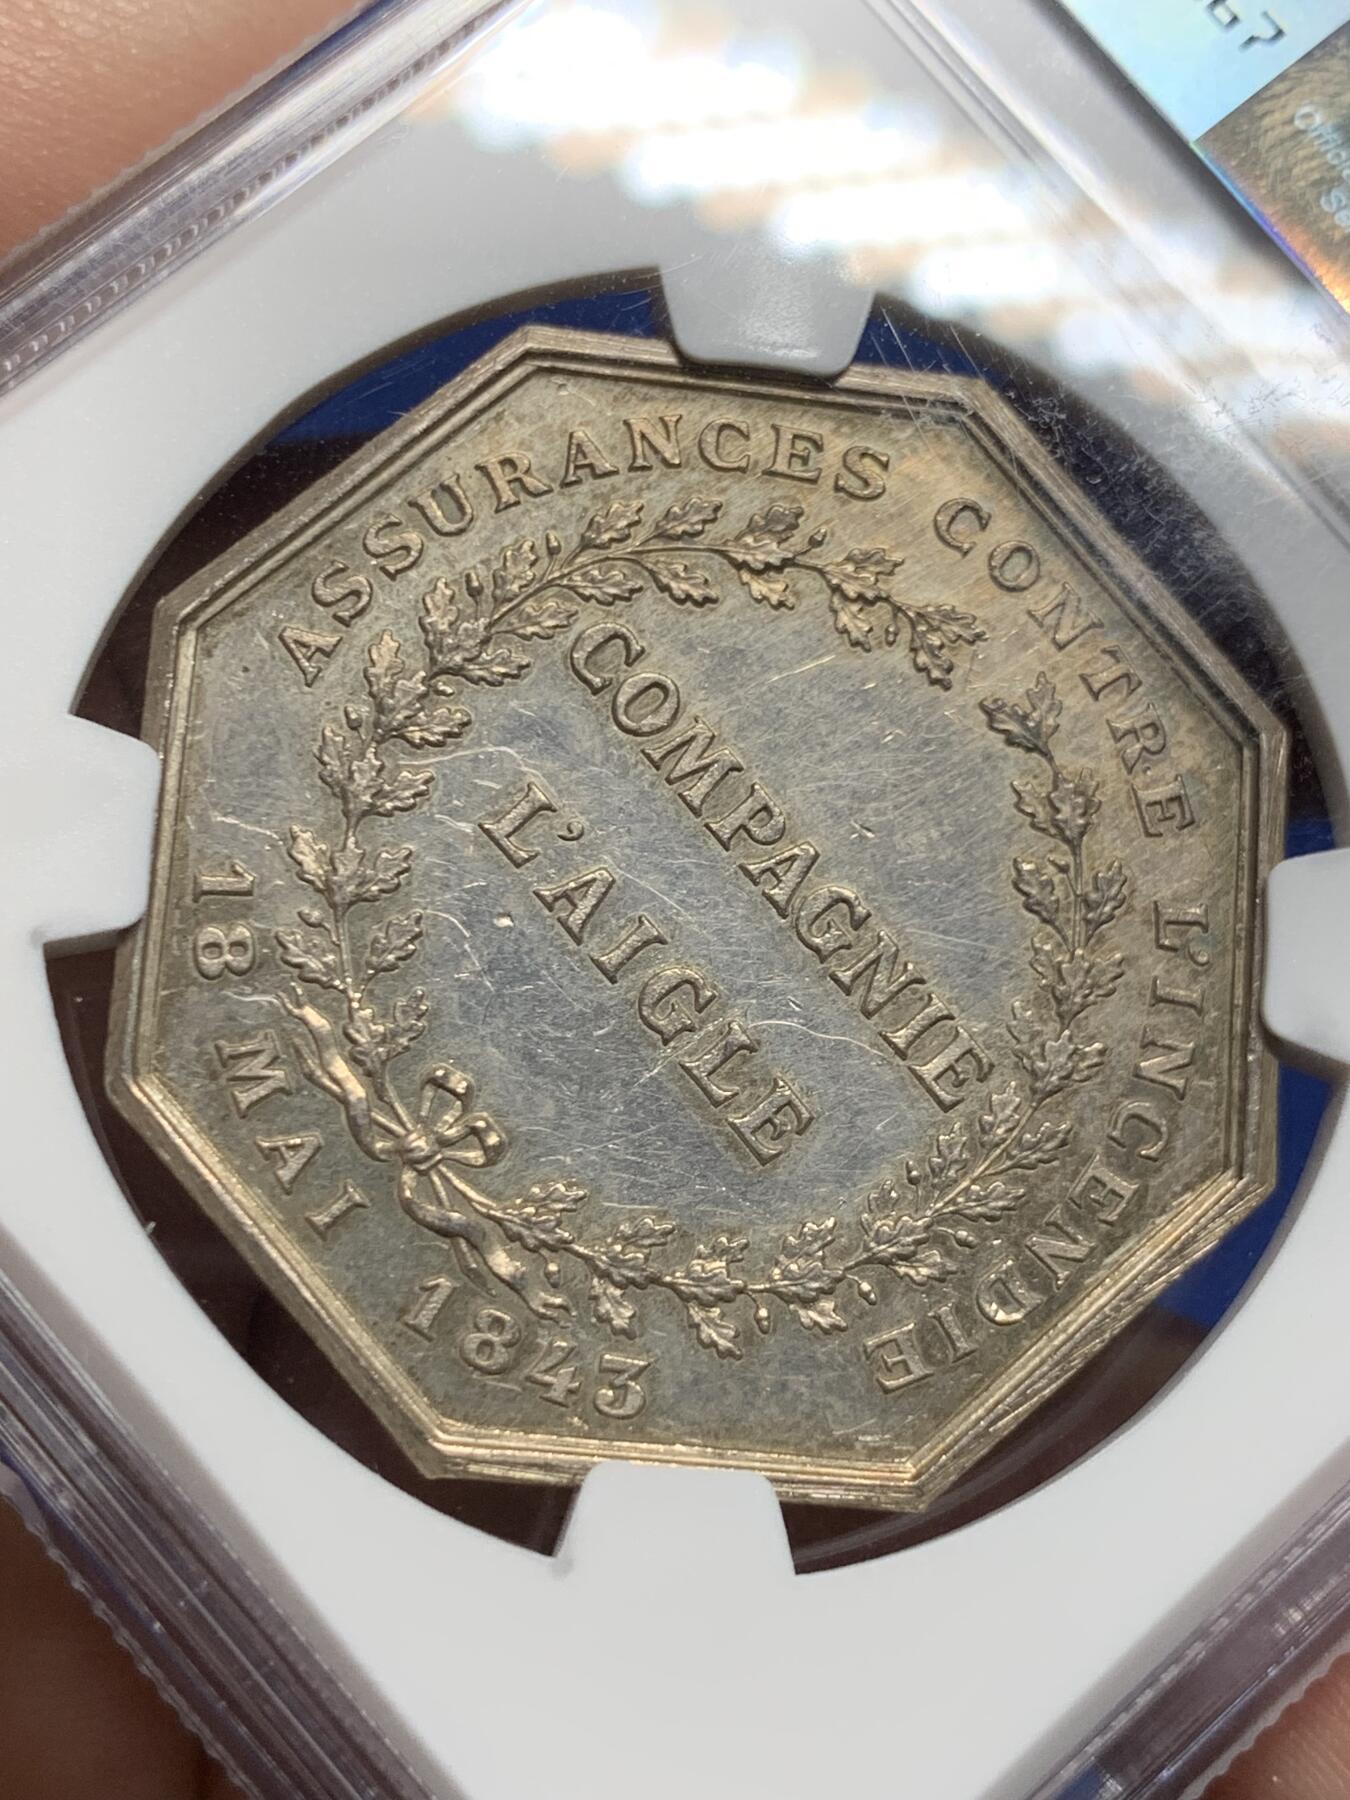 ASSURANCES CONTRE L'INCENDIE
COMPAGNIE
L'AIGLE
18 MAI 1843